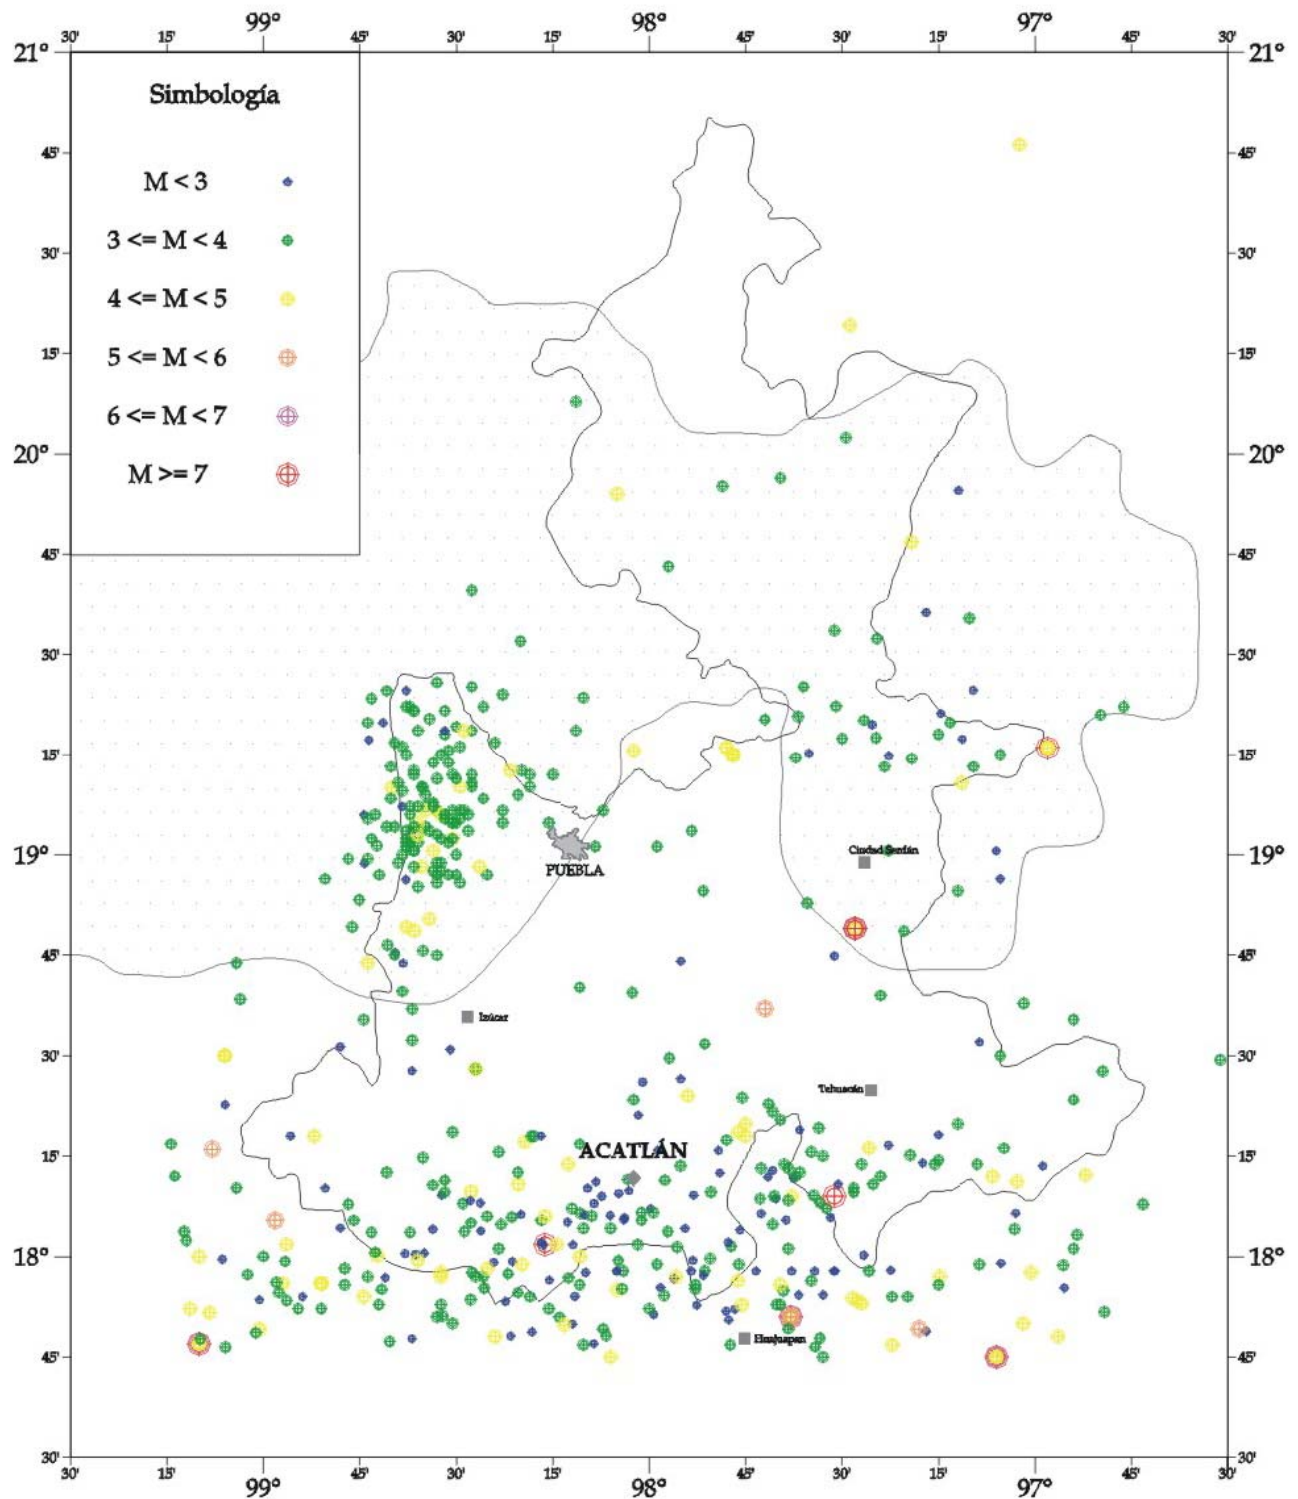 99° 98° 97°
30' 15' 45' 30' 15' 45' 30' 15' 45' 30'
21° 21°
Simbología
45' 45'
M < 3
3 <= M < 4
30' 30'
4 <= M < 5
15' 15'
5 <= M < 6
6 <= M < 7
20° 20°
M >= 7
45' 45'
30' 30'
15' 15'
19° 19°
Ciudad Serdán
PUEBLA
45' 45'
Izúcar
30' 30'
Tehuacán
ACATLÁN
15' 15'
18° 18°
Huajuapan
45' 45'
30' 30'
30' 15' 45' 30' 15' 45' 30' 15' 45' 30'
99° 98° 97°